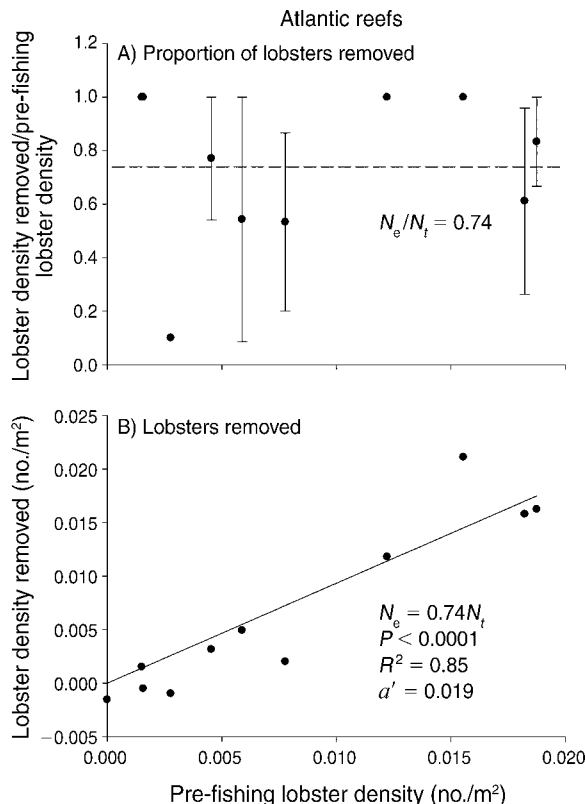 Atlantic reefs
A) Proportion of lobsters removed
Lobster density removed/pre-fishing
lobster density
1.2
1.0
0.8
0.6
0.4
0.2
0.0
Nₑ/Nₜ = 0.74
B) Lobsters removed
Lobster density removed (no./m²)
0.025
0.020
0.015
0.010
0.005
0.000
−0.005
Nₑ = 0.74Nₜ
P < 0.0001
R² = 0.85
a′ = 0.019
0.000 0.005 0.010 0.015 0.020
Pre-fishing lobster density (no./m²)